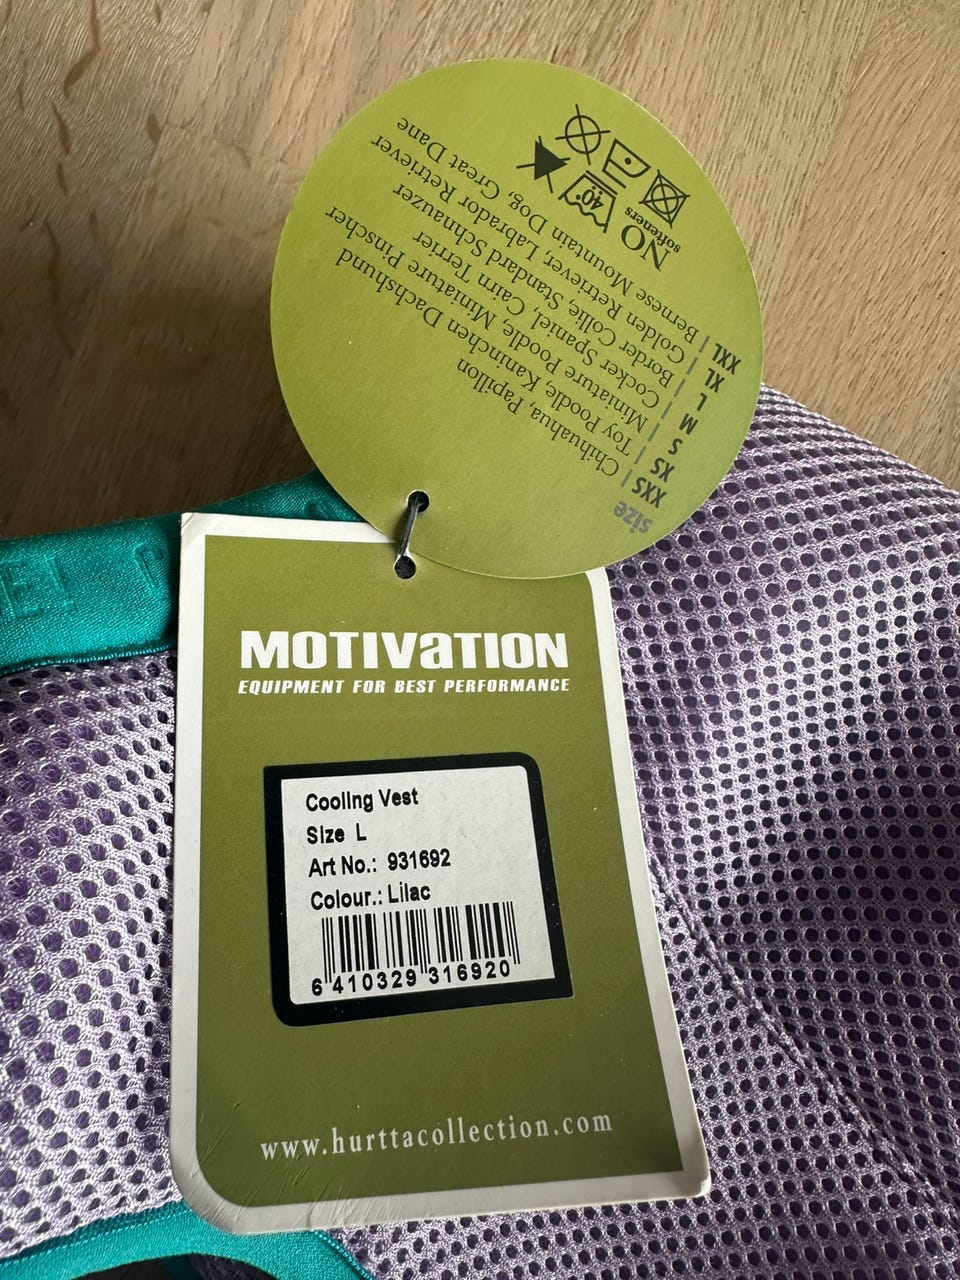 size
XXS | Chihuahua, Papillon
XS | Toy Poodle, Kaninchen Dachshund
S | Miniature Poodle, Miniature Pinscher
M | Cocker Spaniel, Cairn Terrier
L | Border Collie, Standard Schnauzer
XL | Golden Retriever, Labrador Retriever
XXL | Bernese Mountain Dog, Great Dane
NO
softeners
40°
MOTIVaTION
EQUIPMENT FOR BEST PERFORMANCE
Cooling Vest
Size L
Art No.: 931692
Colour.: Lilac
6 410329 316920
www.hurttacollection.com